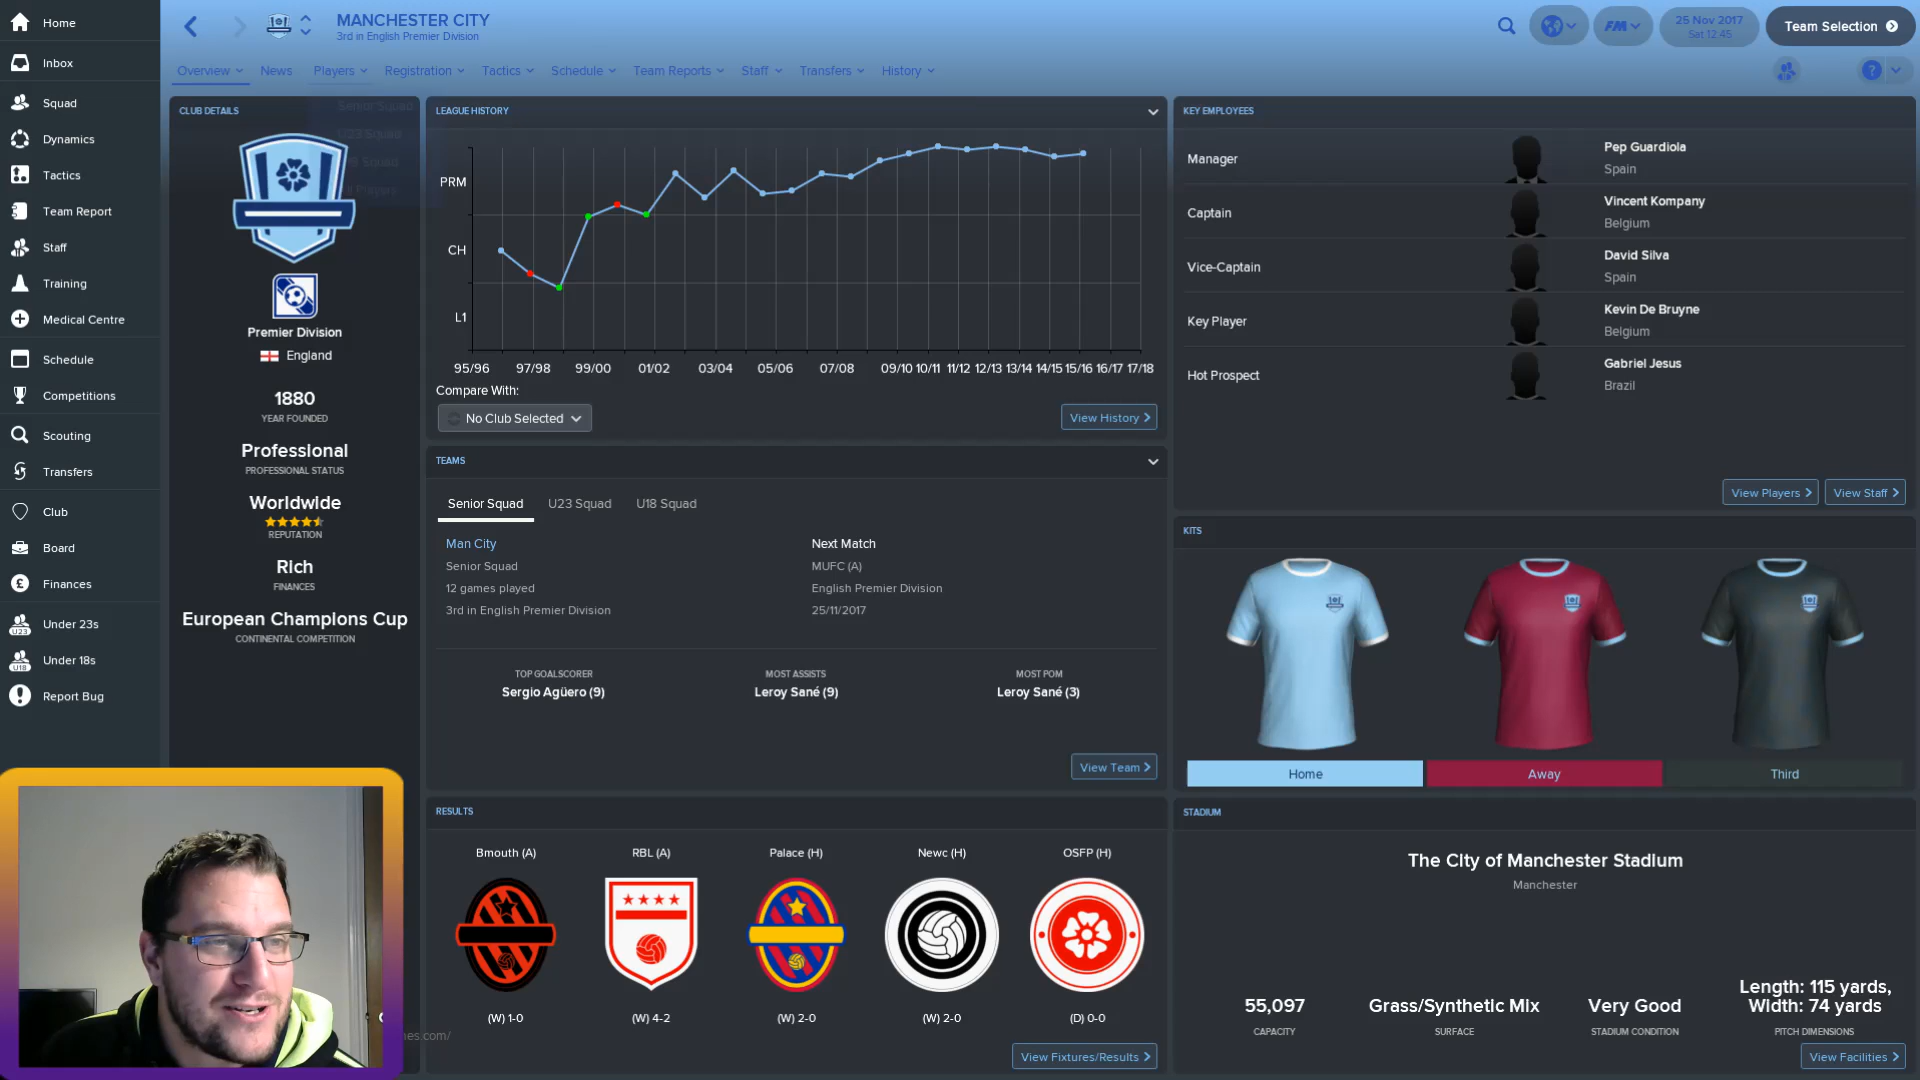 Home
Inbox
Squad
Dynamics
Tactics
Team Report
Staff
Training
Medical Centre
Schedule
Competitions
Scouting
Transfers
Club
Board
Finances
U23
Under 23s
U18
Under 18s
Report Bug
MANCHESTER CITY
3rd in English Premier Division
FM
25 Nov 2017
Sat 12:45
Team Selection
Overview
News
Players
Registration
Tactics
Schedule
Team Reports
Staff
Transfers
History
?
Senior Squad
U23 Squad
CLUB DETAILS
Premier Division
England
1880
YEAR FOUNDED
Professional
PROFESSIONAL STATUS
Worldwide
REPUTATION
Rich
FINANCES
European Champions Cup
CONTINENTAL COMPETITION
LEAGUE HISTORY
PRM
CH
L1
95/96 97/98 99/00 01/02 03/04 05/06 07/08 09/10 10/11 11/12 12/13 13/14 14/15 15/16 16/17 17/18
Compare With:
No Club Selected
View History
TEAMS
Senior Squad U23 Squad U18 Squad
Man City
Senior Squad
12 games played
3rd in English Premier Division
Next Match
MUFC (A)
English Premier Division
25/11/2017
TOP GOALSCORER
Sergio Agüero (9)
MOST ASSISTS
Leroy Sané (9)
MOST POM
Leroy Sané (3)
View Team
RESULTS
Bmouth (A)
RBL (A)
Palace (H)
Newc (H)
OSFP (H)
(W) 1-0
(W) 4-2
(W) 2-0
(W) 2-0
(D) 0-0
View Fixtures/Results
KEY EMPLOYEES
Manager
Pep Guardiola
Spain
Captain
Vincent Kompany
Belgium
Vice-Captain
David Silva
Spain
Key Player
Kevin De Bruyne
Belgium
Hot Prospect
Gabriel Jesus
Brazil
View Players
View Staff
KITS
Home
Away
Third
STADIUM
The City of Manchester Stadium
Manchester
55,097
CAPACITY
Grass/Synthetic Mix
SURFACE
Very Good
STADIUM CONDITION
Length: 115 yards,
Width: 74 yards
PITCH DIMENSIONS
View Facilities